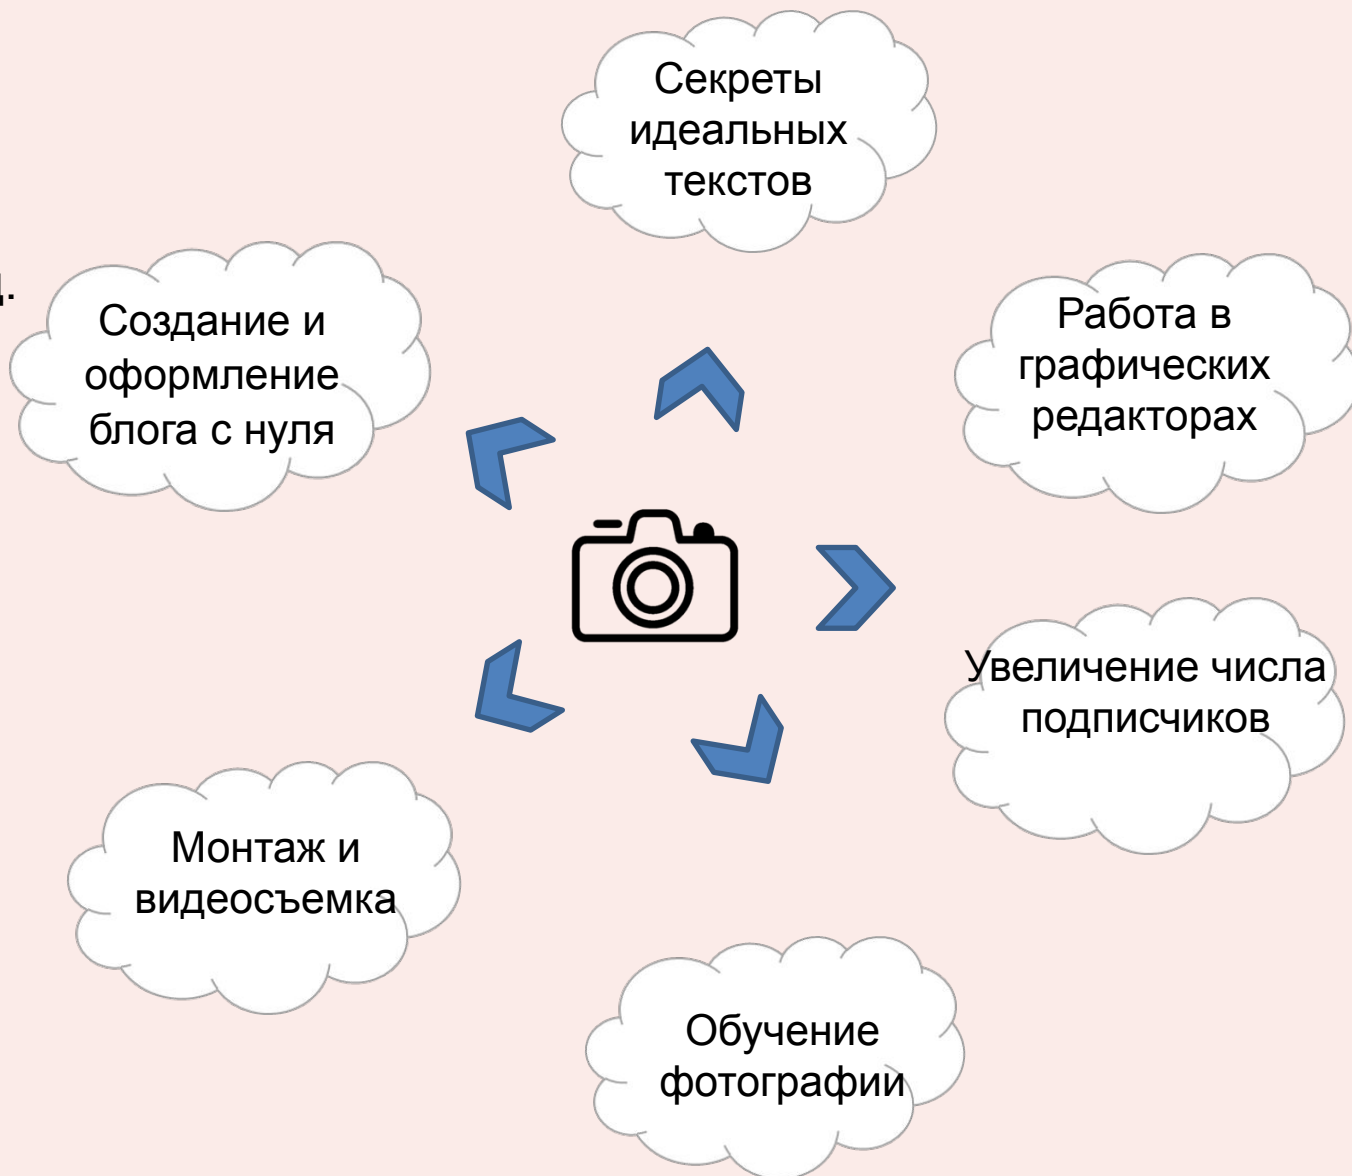 Секреты
идеальных
текстов
Создание и
оформление
блога с нуля
Работа в
графических
редакторах
Увеличение числа
подписчиков
Монтаж и
видеосъемка
Обучение
фотографии